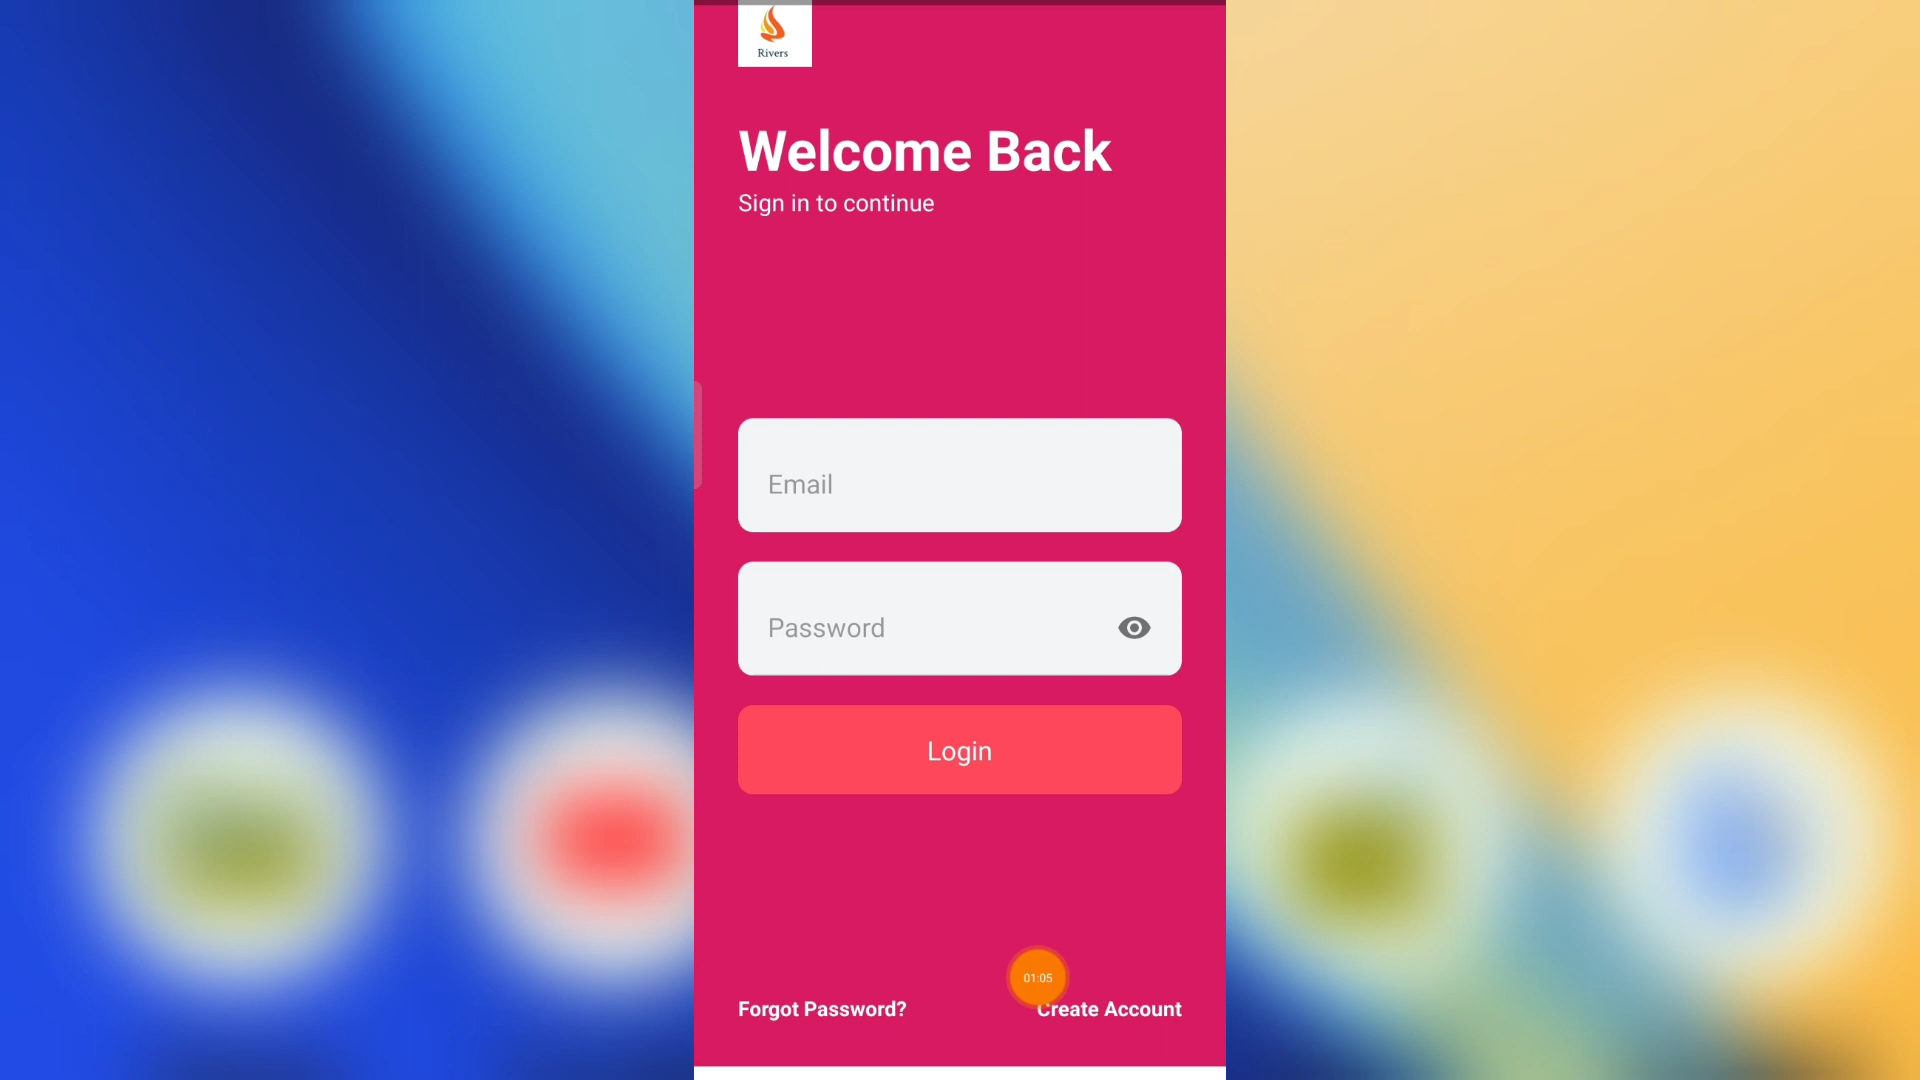 Rivers
Welcome Back
Sign in to continue
Email
Password
Login
01:05
Forgot Password?
Create Account